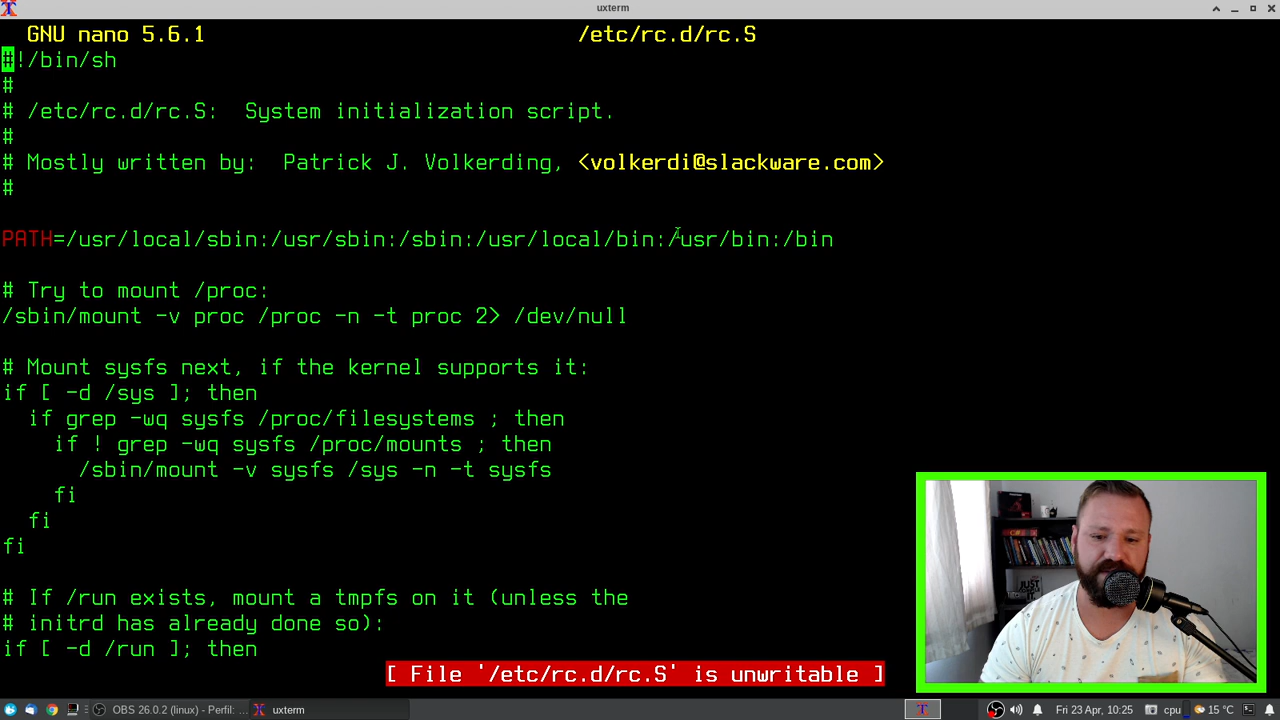 uxterm
GNU nano 5.6.1 /etc/rc.d/rc.S
#!/bin/sh
#
# /etc/rc.d/rc.S:  System initialization script.
#
# Mostly written by:  Patrick J. Volkerding, <volkerdi@slackware.com>
#
PATH=/usr/local/sbin:/usr/sbin:/sbin:/usr/local/bin:/usr/bin:/bin
# Try to mount /proc:
/sbin/mount -v proc /proc -n -t proc 2> /dev/null
# Mount sysfs next, if the kernel supports it:
if [ -d /sys ]; then
  if grep -wq sysfs /proc/filesystems ; then
    if ! grep -wq sysfs /proc/mounts ; then
      /sbin/mount -v sysfs /sys -n -t sysfs
    fi
  fi
fi
# If /run exists, mount a tmpfs on it (unless the
# initrd has already done so):
if [ -d /run ]; then
[ File '/etc/rc.d/rc.S' is unwritable ]
OBS 26.0.2 (linux) - Perfil: ... uxterm Fri 23 Apr, 10:25 cpu 15 °C